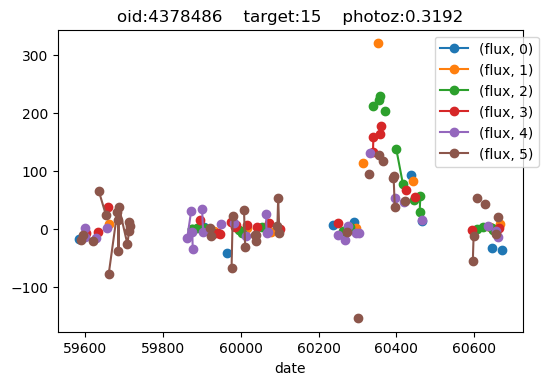 oid:4378486    target:15    photoz:0.3192
300
200
100
0
−100
59600
59800
60000
60200
60400
60600
date
(flux, 0)
(flux, 1)
(flux, 2)
(flux, 3)
(flux, 4)
(flux, 5)